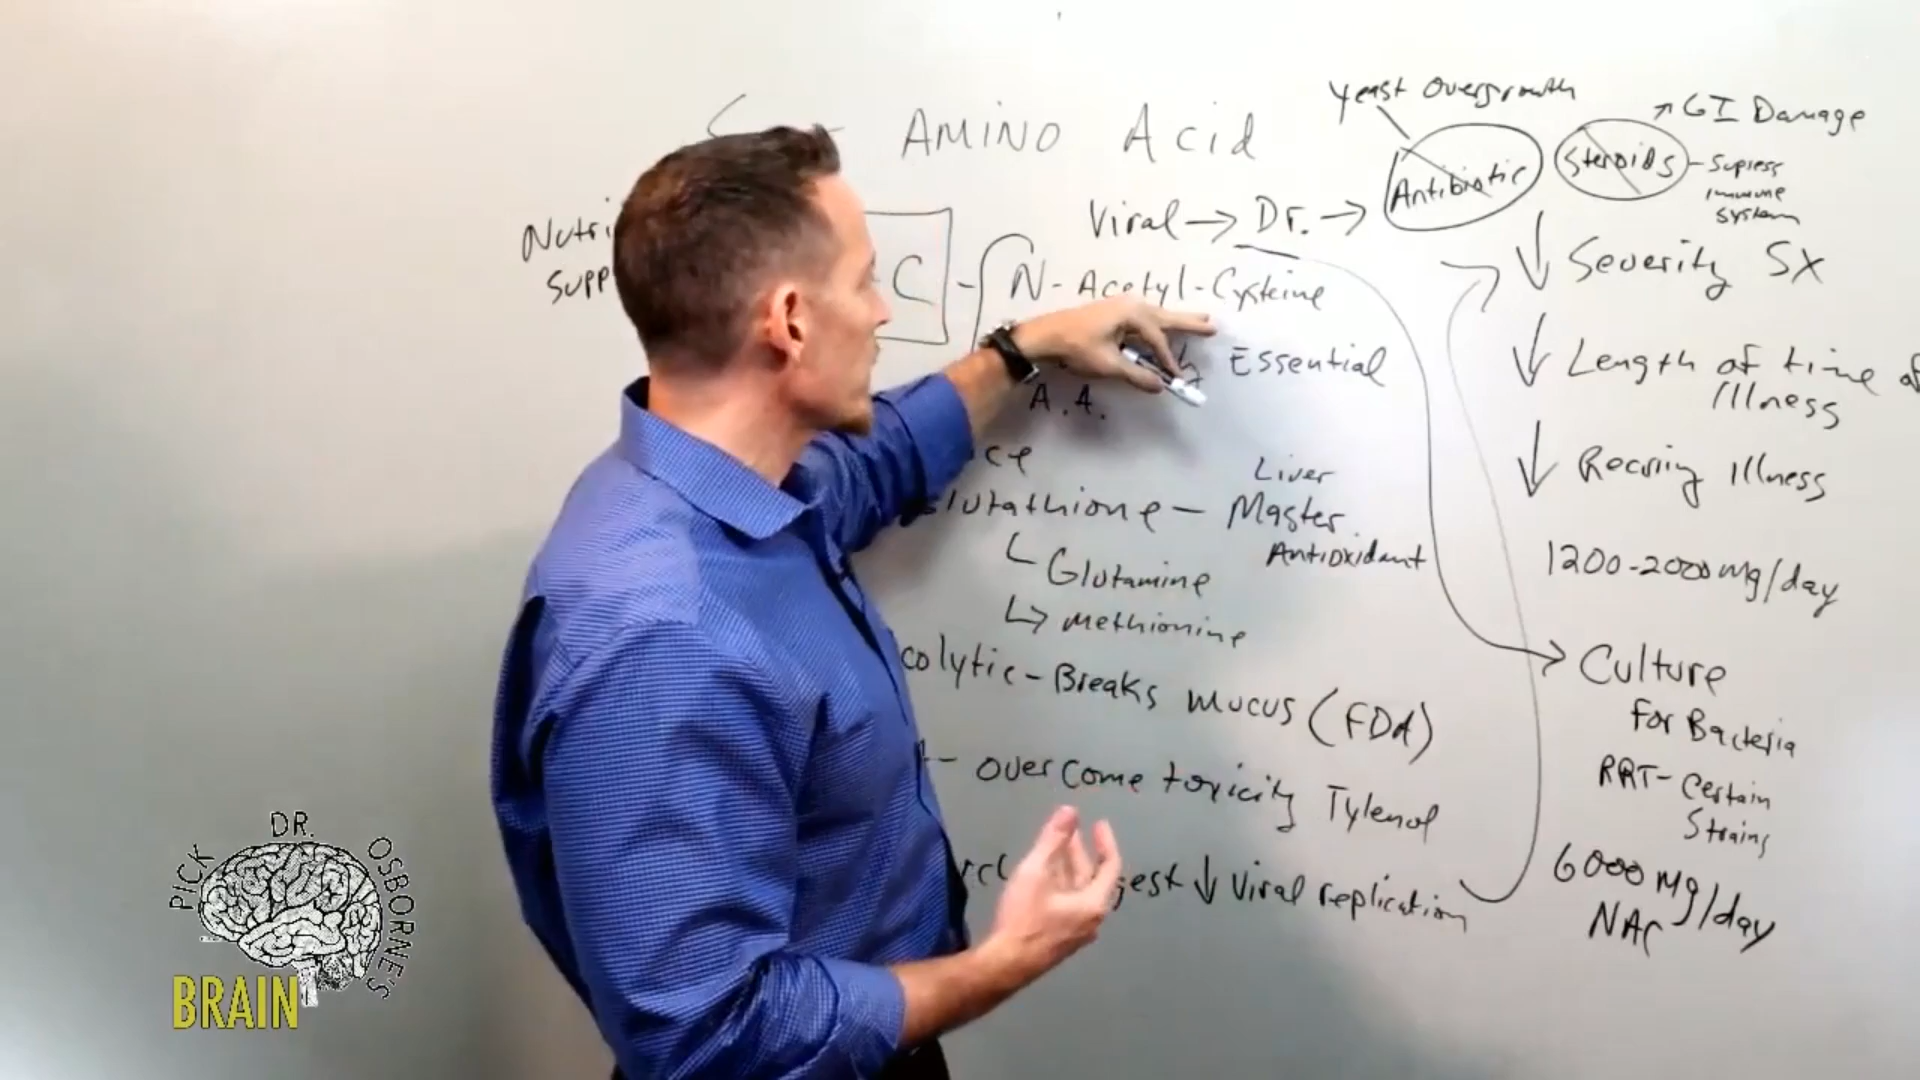 Yeast Overgrowth
↗ GI Damage
AMINO Acid
Antibiotic
Steroids - Supress
immune
system
Viral → Dr. →
Nutri
Supp
C - N-Acetyl-Cysteine
↓ Severity SX
Essential
A.A.
↓ Length of time of
Illness
ce
Liver
↓ Recuring Illness
lutathione - Master
Antioxidant
Glutamine
↳ Methionine
1200-2000mg/day
colytic - Breaks mucus (FDA)
Culture
for Bacteria
- overcome toxicity Tylenol
RRT- Certain
Strains
gest ↓ Viral replication
6000 mg/day
NAC
PICK
DR.
OSBORNE'S
BRAIN